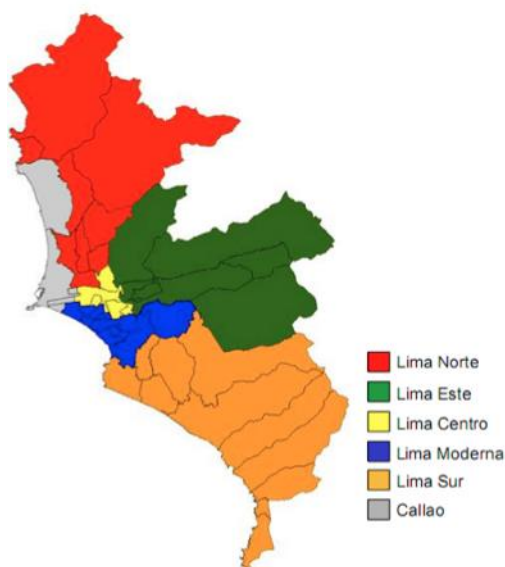 Lima Norte
Lima Este
Lima Centro
Lima Moderna
Lima Sur
Callao